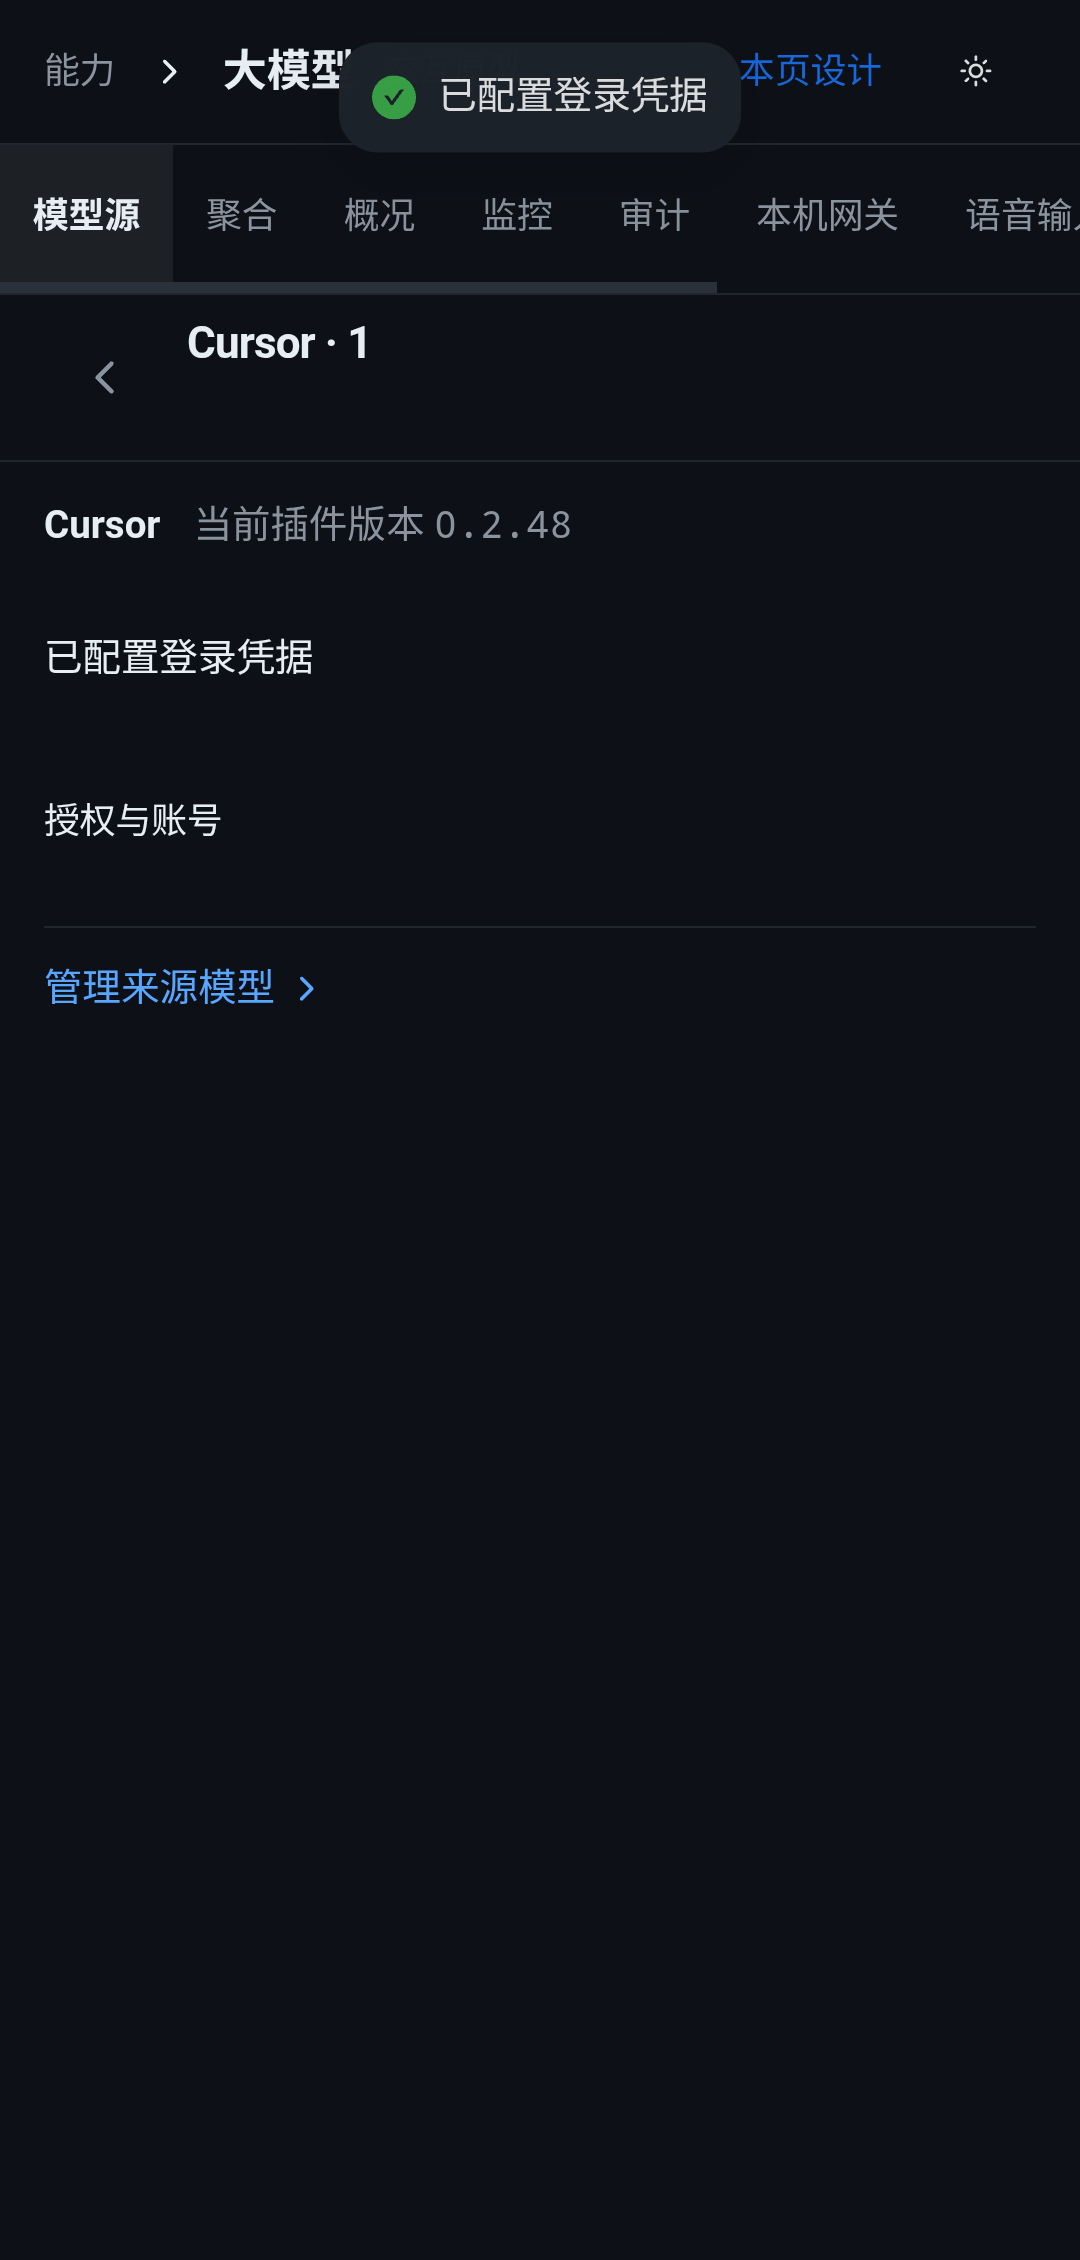 能力 大模型 本页设计
已配置登录凭据
模型源 聚合 概况 监控 审计 本机网关 语音输
Cursor · 1
Cursor 当前插件版本 0.2.48
已配置登录凭据
授权与账号
管理来源模型